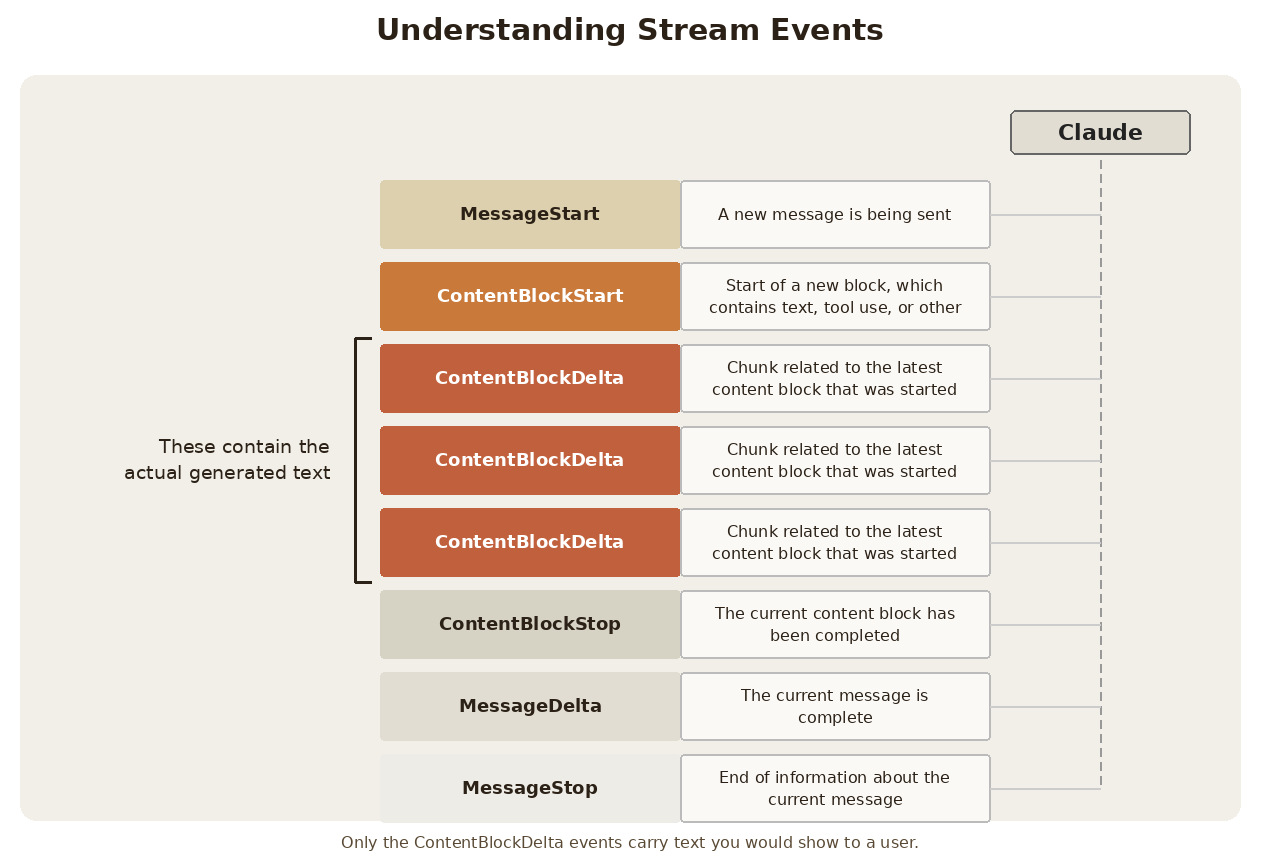 Understanding Stream Events
Claude
MessageStart
A new message is being sent
ContentBlockStart
Start of a new block, which
contains text, tool use, or other
ContentBlockDelta
Chunk related to the latest
content block that was started
These contain the
actual generated text
ContentBlockDelta
Chunk related to the latest
content block that was started
ContentBlockDelta
Chunk related to the latest
content block that was started
ContentBlockStop
The current content block has
been completed
MessageDelta
The current message is
complete
MessageStop
End of information about the
current message
Only the ContentBlockDelta events carry text you would show to a user.